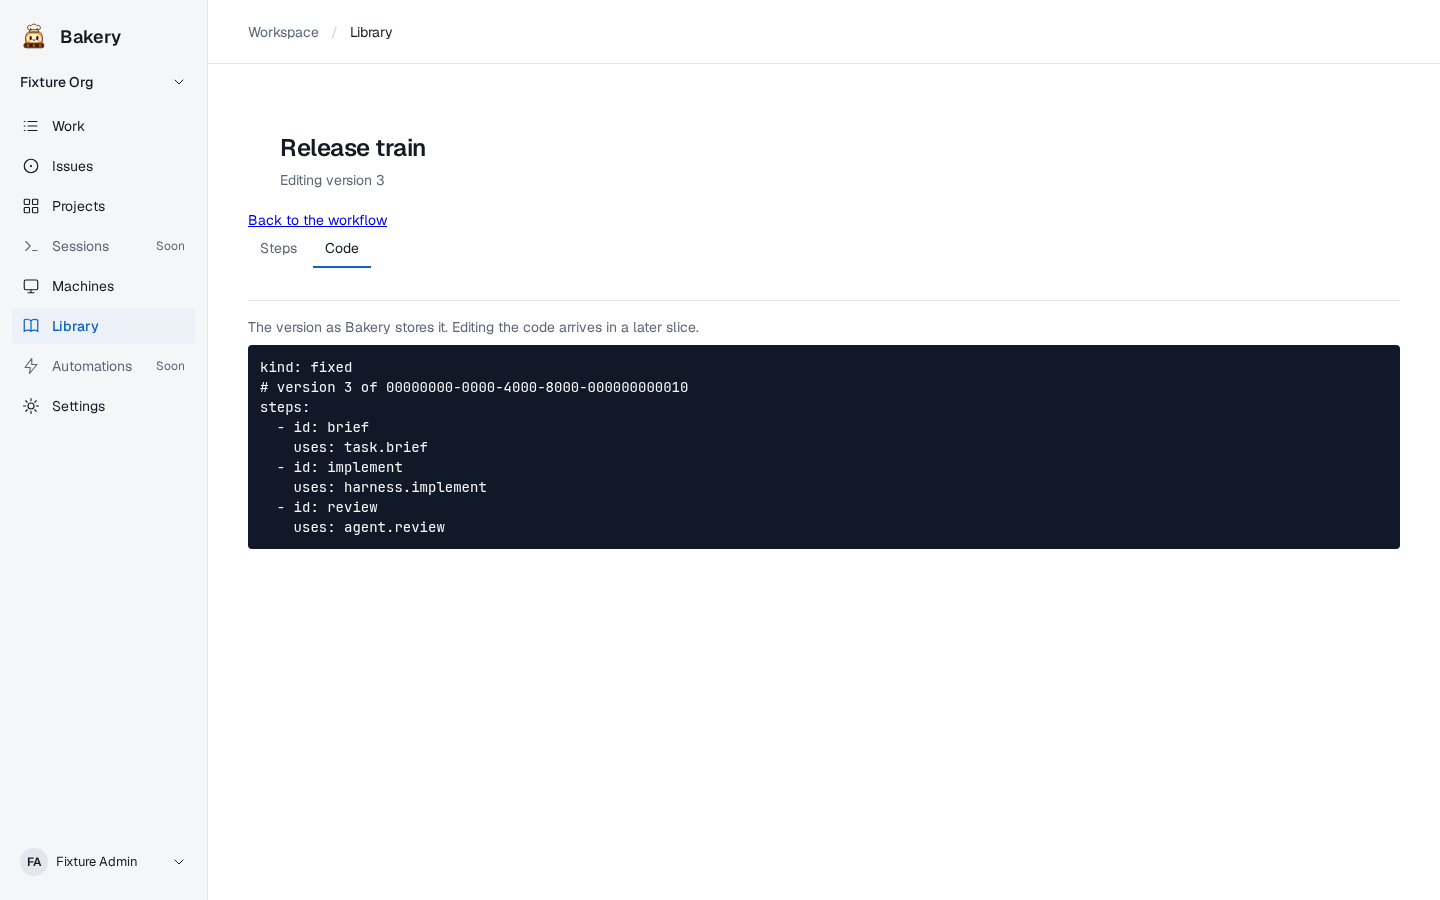 Bakery
Fixture Org
Work
Issues
Projects
Sessions Soon
Machines
Library
Automations Soon
Settings
FA Fixture Admin
Workspace / Library
Release train
Editing version 3
Back to the workflow
Steps Code
The version as Bakery stores it. Editing the code arrives in a later slice.
kind: fixed
# version 3 of 00000000-0000-4000-8000-000000000010
steps:
  - id: brief
    uses: task.brief
  - id: implement
    uses: harness.implement
  - id: review
    uses: agent.review